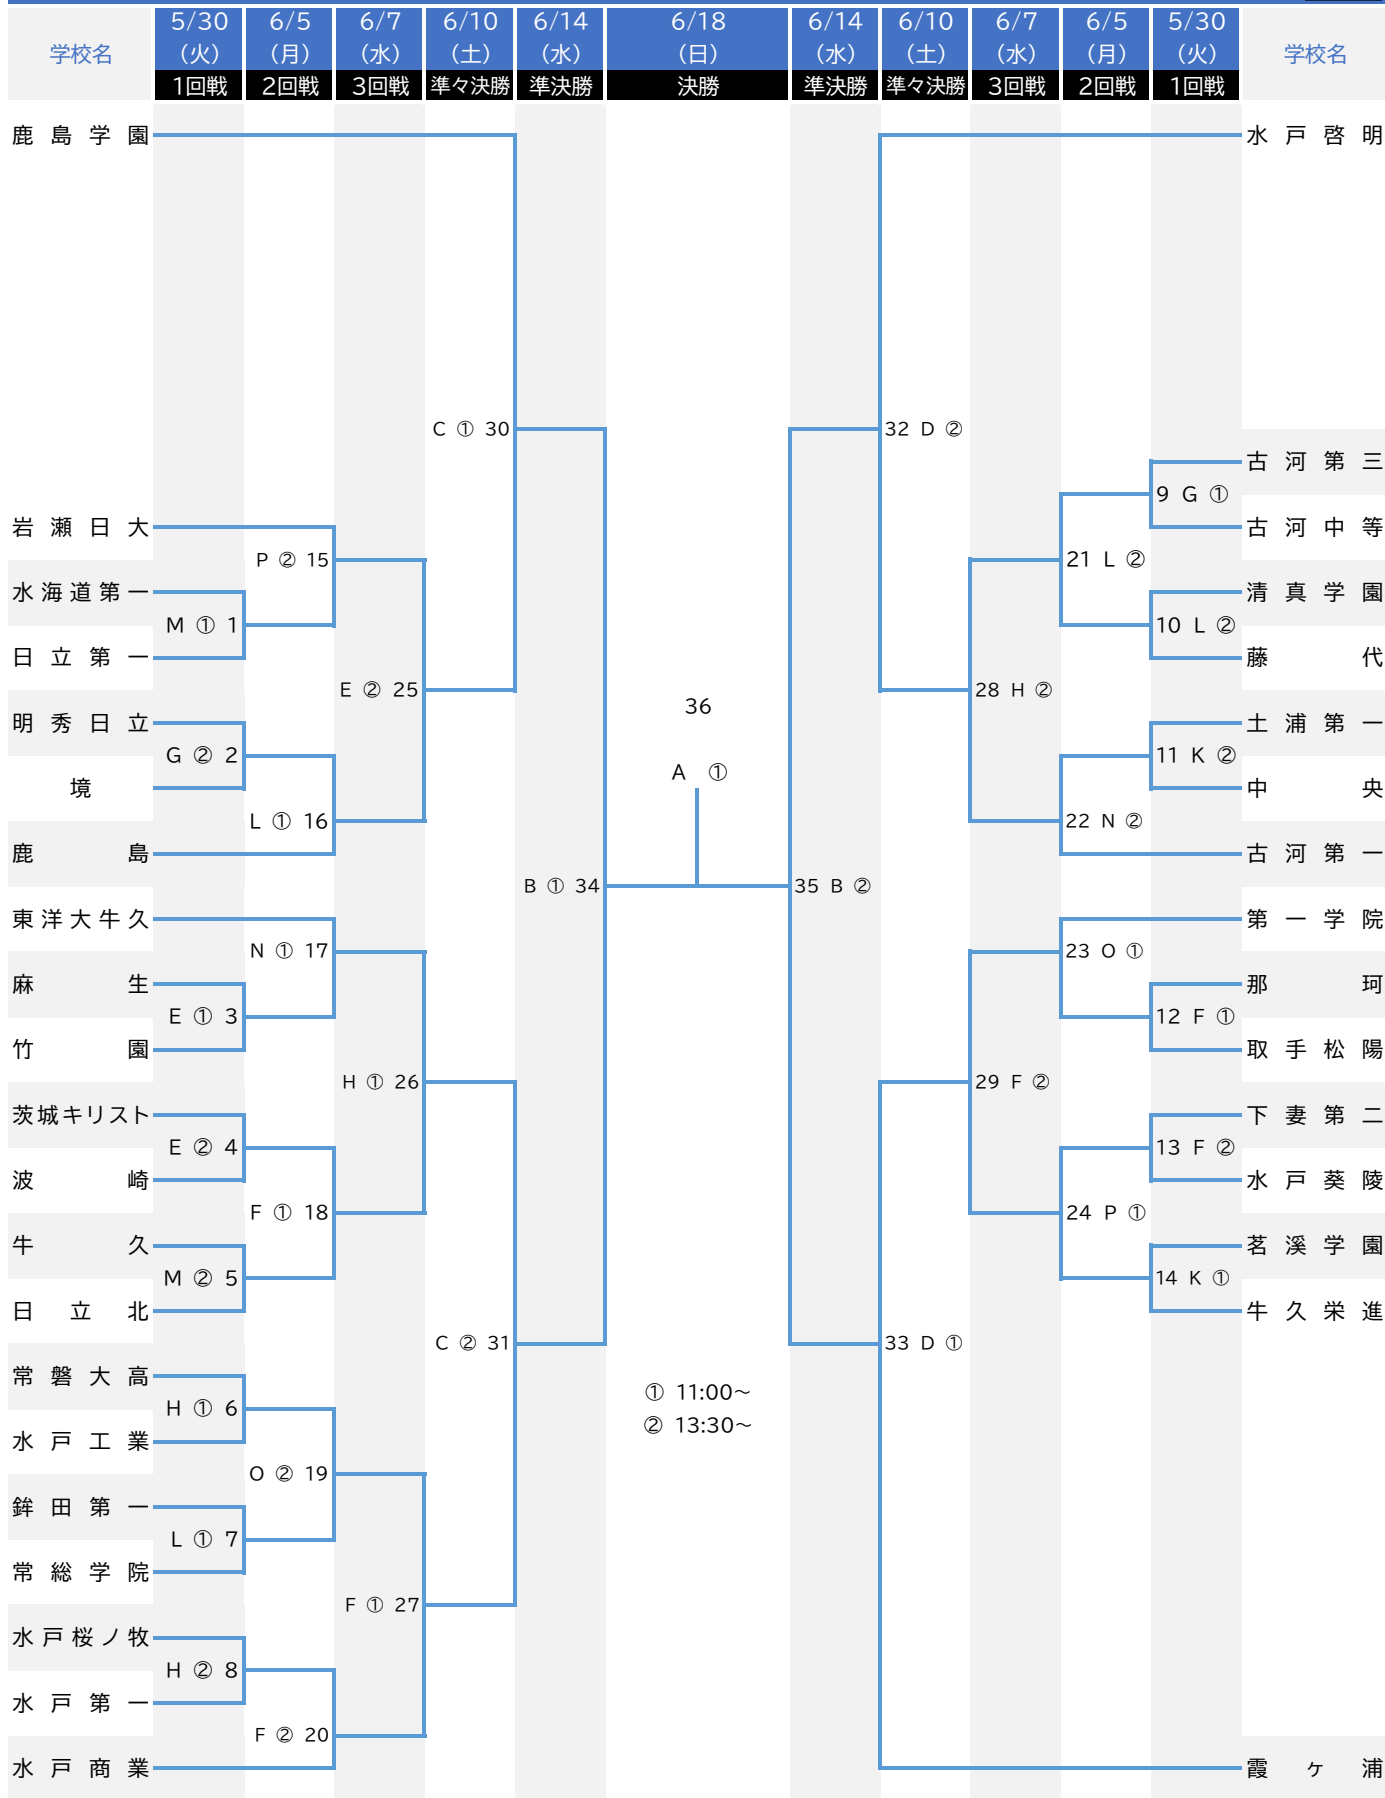 学校名 5/30 6/5 6/7 6/10 6/14 6/18 6/14 6/10 6/7 6/5 5/30 学校名
（火） （月） （水） （土） （水） （日） （水） （土） （水） （月） （火）
1回戦 2回戦 3回戦 準々決勝 準決勝 決勝 準決勝 準々決勝 3回戦 2回戦 1回戦
鹿島学園 水戸啓明
C ① 30 32 D ②
古河第三
9 G ①
岩瀬日大 古河中等
P ② 15 21 L ②
水海道第一 清真学園
M ① 1 10 L ②
日立第一 藤代
E ② 25 28 H ②
36
明秀日立 土浦第一
G ② 2 11 K ②
A ①
境 中央
L ① 16 22 N ②
鹿島 古河第一
B ① 34 35 B ②
東洋大牛久 第一学院
N ① 17 23 O ①
麻生 那珂
E ① 3 12 F ①
竹園 取手松陽
H ① 26 29 F ②
茨城キリスト 下妻第二
E ② 4 13 F ②
波崎 水戸葵陵
F ① 18 24 P ①
牛久 茗溪学園
M ② 5 14 K ①
日立北 牛久栄進
C ② 31 33 D ①
常磐大高
① 11:00～
H ① 6
② 13:30～
水戸工業
O ② 19
鉾田第一
L ① 7
常総学院
F ① 27
水戸桜ノ牧
H ② 8
水戸第一
F ② 20
水戸商業 霞ヶ浦